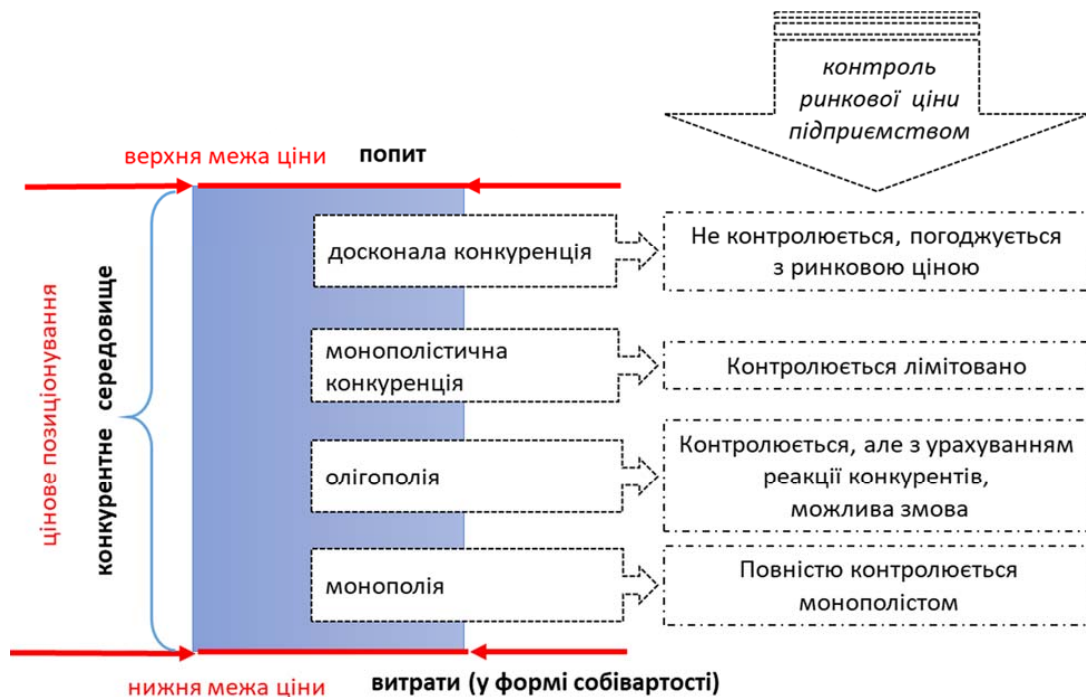 контроль
ринкової ціни
підприємством
верхня межа ціни
попит
цінове позиціонування
конкурентне середовище
досконала конкуренція
Не контролюється, погоджується
з ринковою ціною
монополістична
конкуренція
Контролюється лімітовано
олігополія
Контролюється, але з урахуванням
реакції конкурентів,
можлива змова
монополія
Повністю контролюється
монополістом
нижня межа ціни
витрати (у формі собівартості)